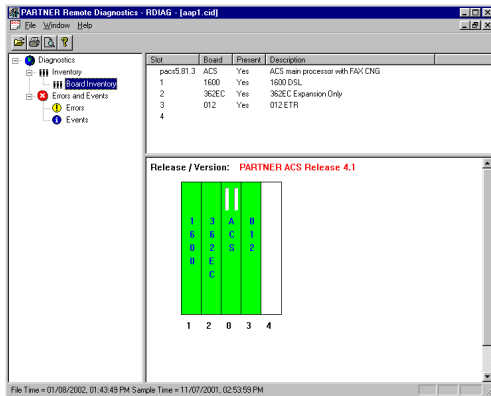 PARTNER Remote Diagnostics - RDIAG - [aap1.cid]
File Window Help
Diagnostics
Inventory
Board Inventory
Errors and Events
Errors
Events
Slot Board Present Description
pacs5.81.3 ACS Yes ACS main processor with FAX CNG
1 1600 Yes 1600 DSL
2 362EC Yes 362EC Expansion Only
3 012 Yes 012 ETR
4
Release / Version: PARTNER ACS Release 4.1
1600
362EC
ACS
012
1 2 0 3 4
File Time = 01/08/2002, 01:43:49 PM Sample Time = 11/07/2001, 02:53:59 PM